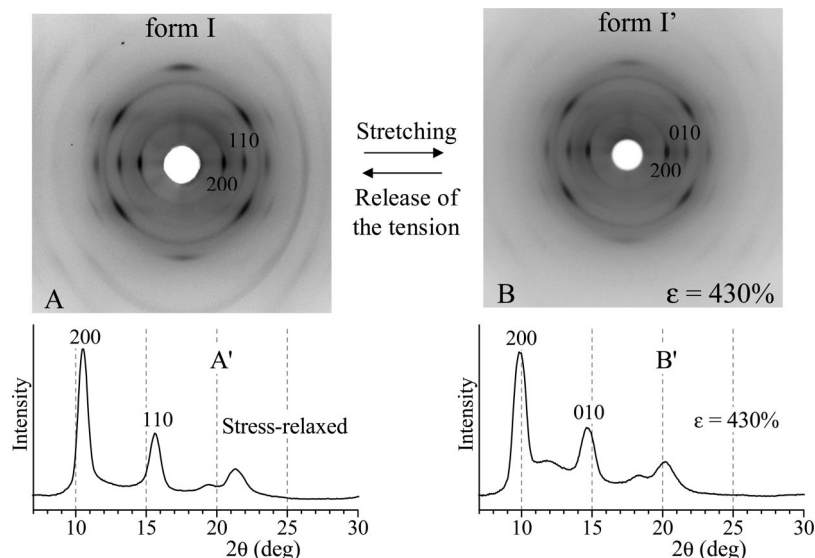 form I
form I’
110
200
A
Stretching
Release of
the tension
010
200
B
ε = 430%
200
A'
110
Stress-relaxed
Intensity
10
15
20
25
30
2θ (deg)
200
B'
010
ε = 430%
Intensity
10
15
20
25
30
2θ (deg)